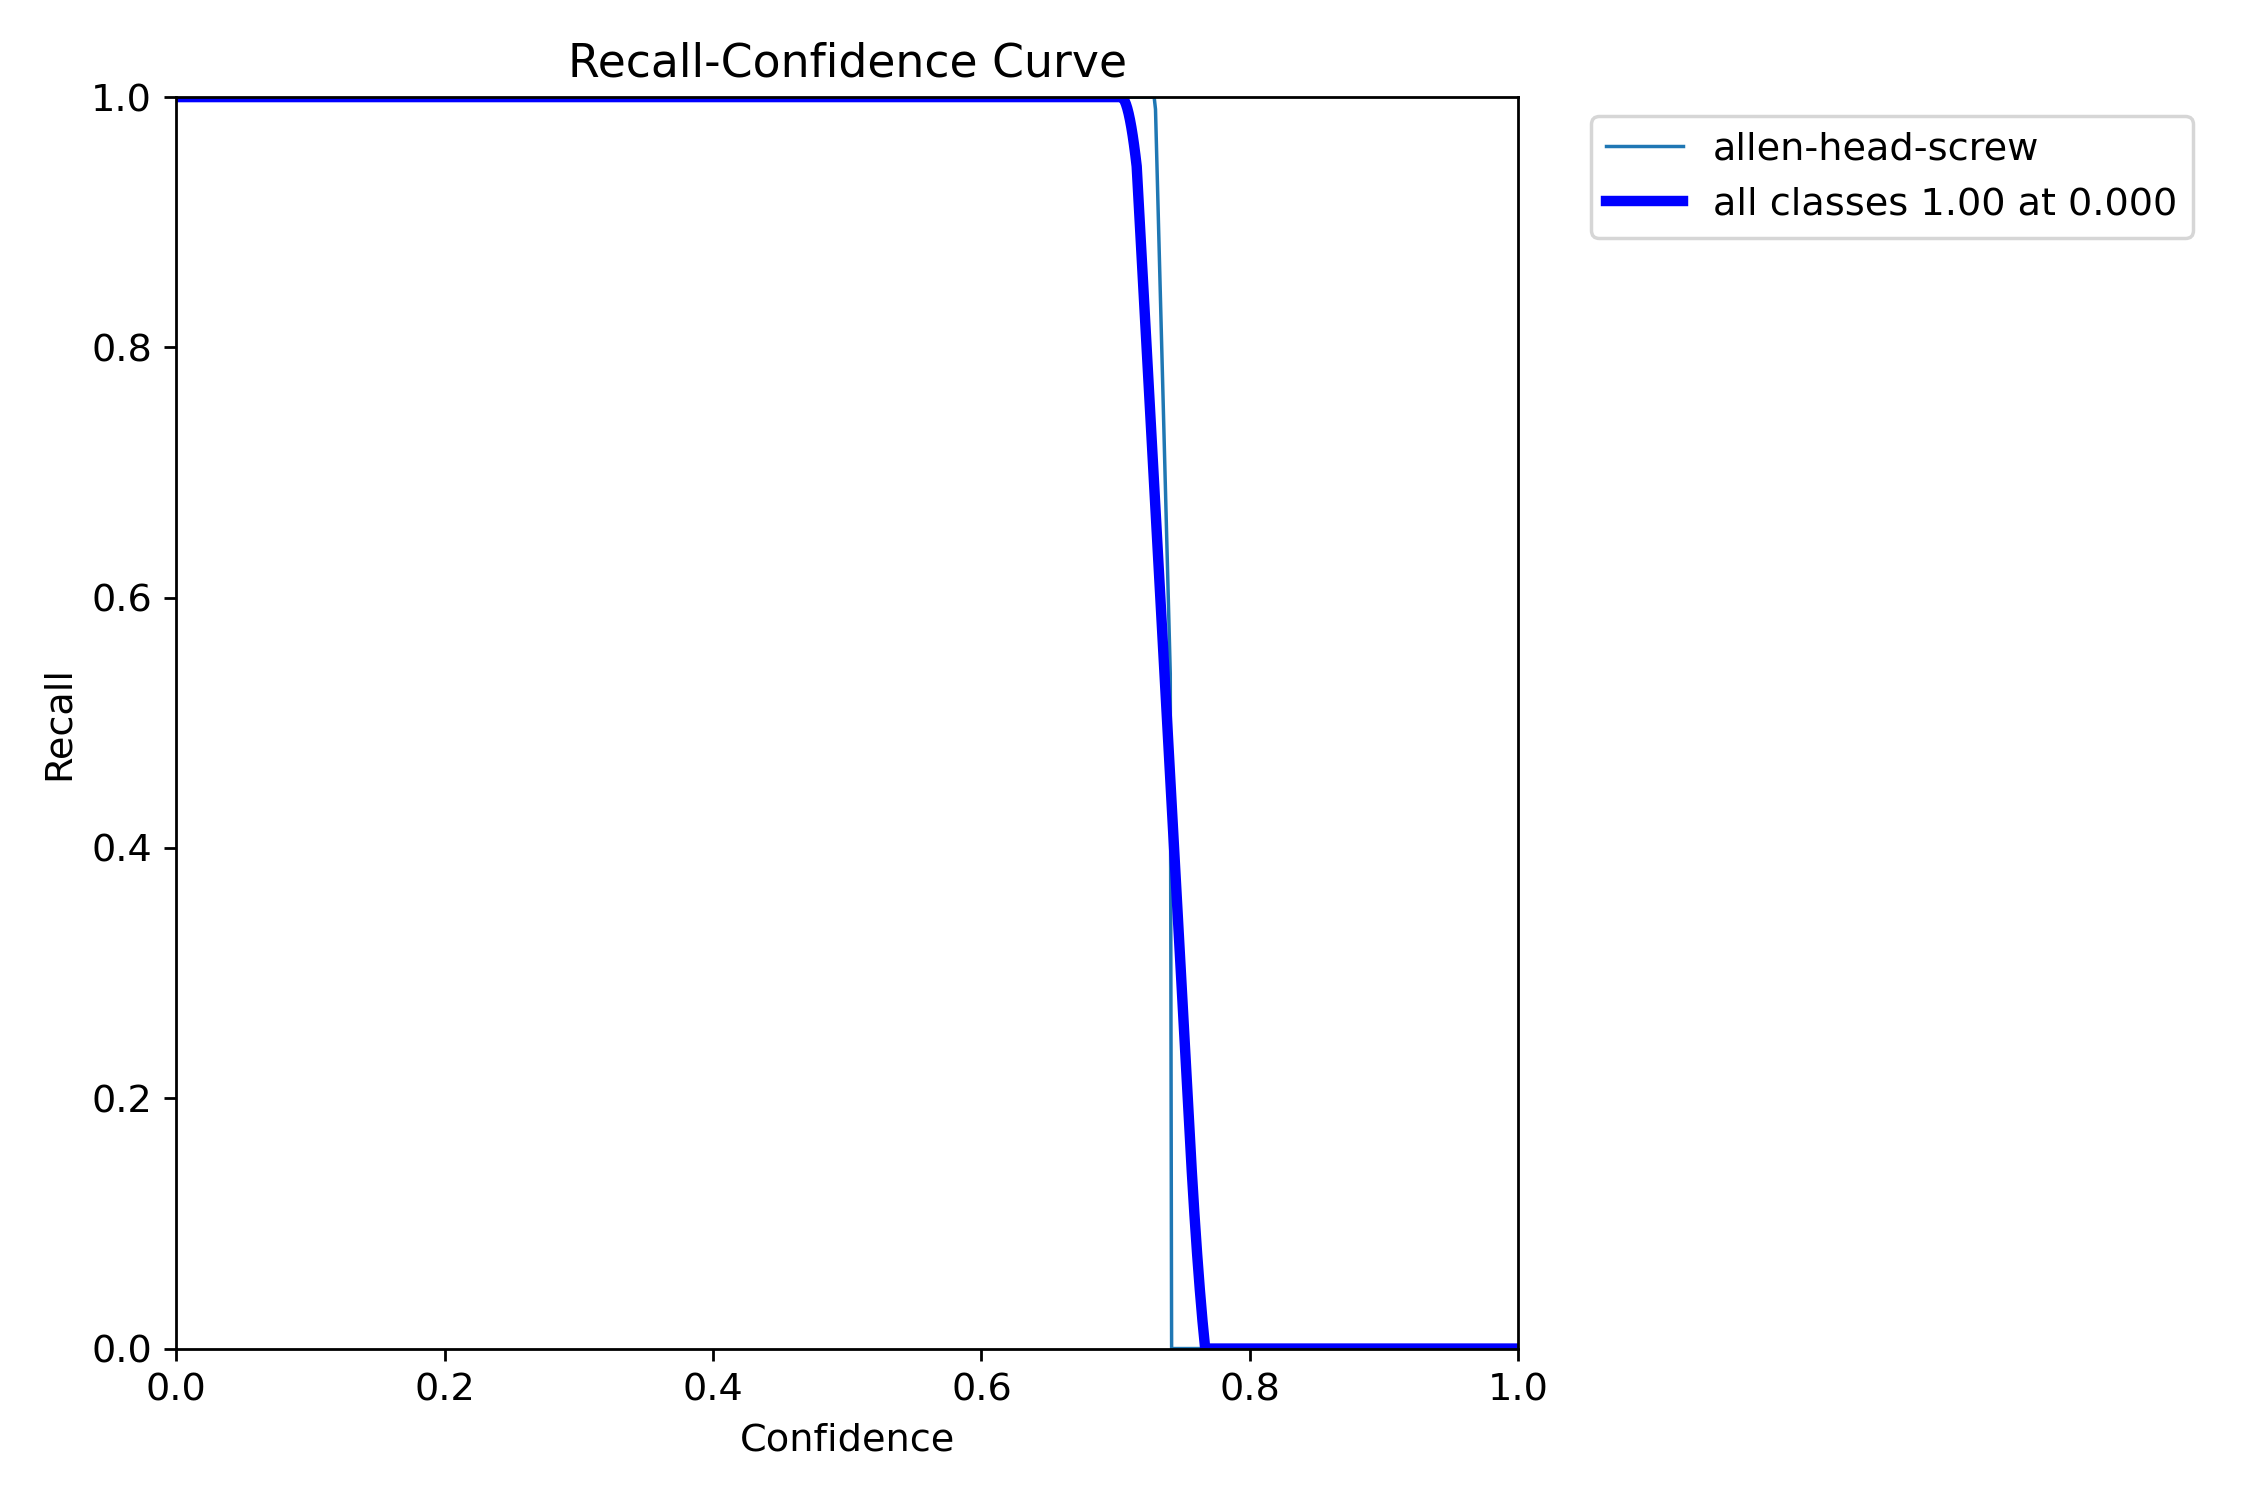 Recall-Confidence Curve
1.0
0.8
0.6
0.4
0.2
0.0
Recall
0.0 0.2 0.4 0.6 0.8 1.0
Confidence
allen-head-screw
all classes 1.00 at 0.000